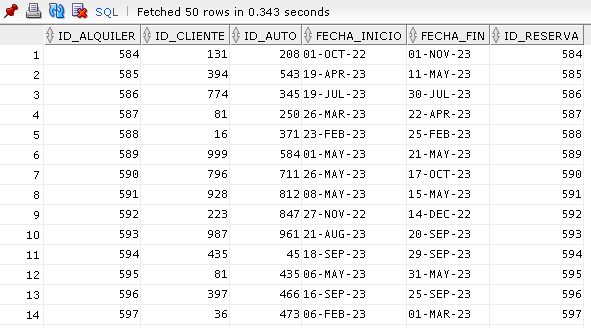 SQL | Fetched 50 rows in 0.343 seconds
ID_ALQUILER ID_CLIENTE ID_AUTO FECHA_INICIO FECHA_FIN ID_RESERVA
1 584 131 208 01-OCT-22 01-NOV-23 584
2 585 394 543 19-APR-23 11-MAY-23 585
3 586 774 345 19-JUL-23 30-JUL-23 586
4 587 81 250 26-MAR-23 22-APR-23 587
5 588 16 371 23-FEB-23 25-FEB-23 588
6 589 999 584 01-MAY-23 21-MAY-23 589
7 590 796 711 26-MAY-23 17-OCT-23 590
8 591 928 812 08-MAY-23 15-MAY-23 591
9 592 223 847 27-NOV-22 14-DEC-22 592
10 593 987 961 21-AUG-23 20-SEP-23 593
11 594 435 45 18-SEP-23 29-SEP-23 594
12 595 81 435 06-MAY-23 31-MAY-23 595
13 596 397 466 16-SEP-23 25-SEP-23 596
14 597 36 473 06-FEB-23 01-MAR-23 597